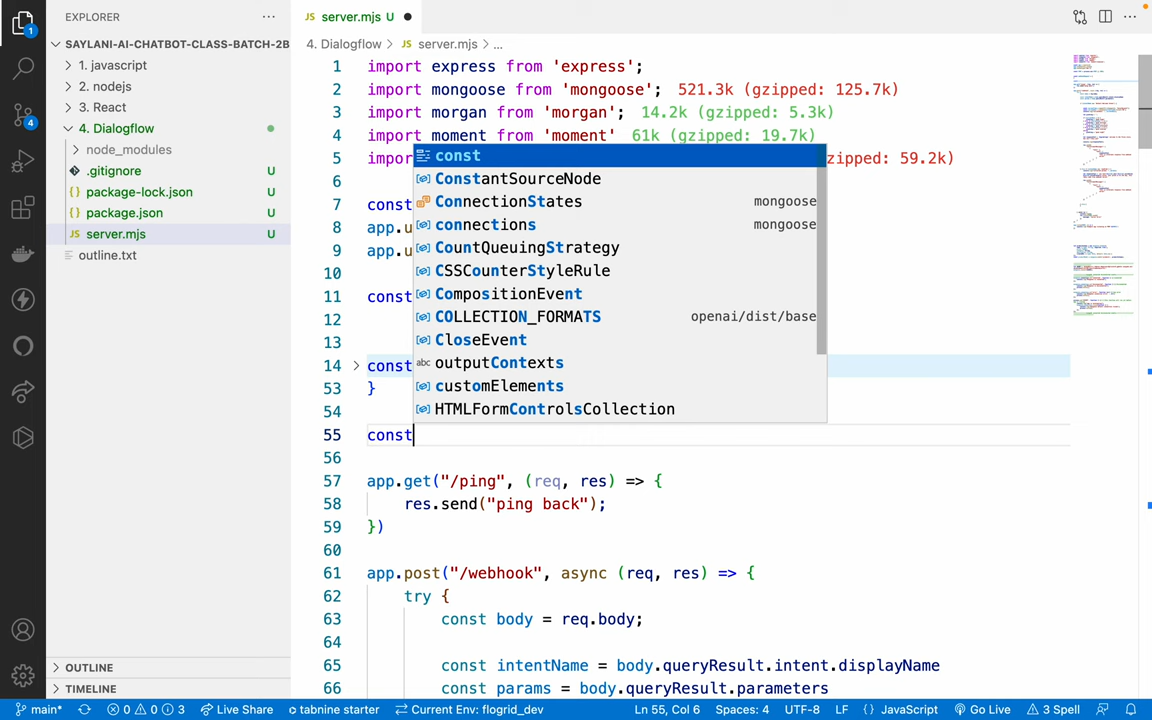 EXPLORER
SAYLANI-AI-CHATBOT-CLASS-BATCH-2B
1. javascript
2. nodejs
3. React
4. Dialogflow
node_modules
.gitignore U
package-lock.json U
package.json U
server.mjs U
outline.txt
OUTLINE
TIMELINE
1
4
JS server.mjs U
4. Dialogflow > JS server.mjs > ...
1 import express from 'express';
2 import mongoose from 'mongoose'; 521.3k (gzipped: 125.7k)
3 import morgan from 'morgan'; 14.2k (gzipped: 5.3k)
4 import moment from 'moment' 61k (gzipped: 19.7k)
5 impor zipped: 59.2k)
6
7 const
8 app.u
9 app.u
10
11 const
12
13
14 const
53 }
54
55 const
56
57 app.get("/ping", (req, res) => {
58 res.send("ping back");
59 })
60
61 app.post("/webhook", async (req, res) => {
62 try {
63 const body = req.body;
64
65 const intentName = body.queryResult.intent.displayName
66 const params = body.queryResult.parameters
const
ConstantSourceNode
ConnectionStates mongoose
connections mongoose
CountQueuingStrategy
CSSCounterStyleRule
CompositionEvent
COLLECTION_FORMATS openai/dist/base
CloseEvent
abc outputContexts
customElements
HTMLFormControlsCollection
main* 0 0 3 Live Share tabnine starter Current Env: flogrid_dev Ln 55, Col 6 Spaces: 4 UTF-8 LF {} JavaScript Go Live 3 Spell